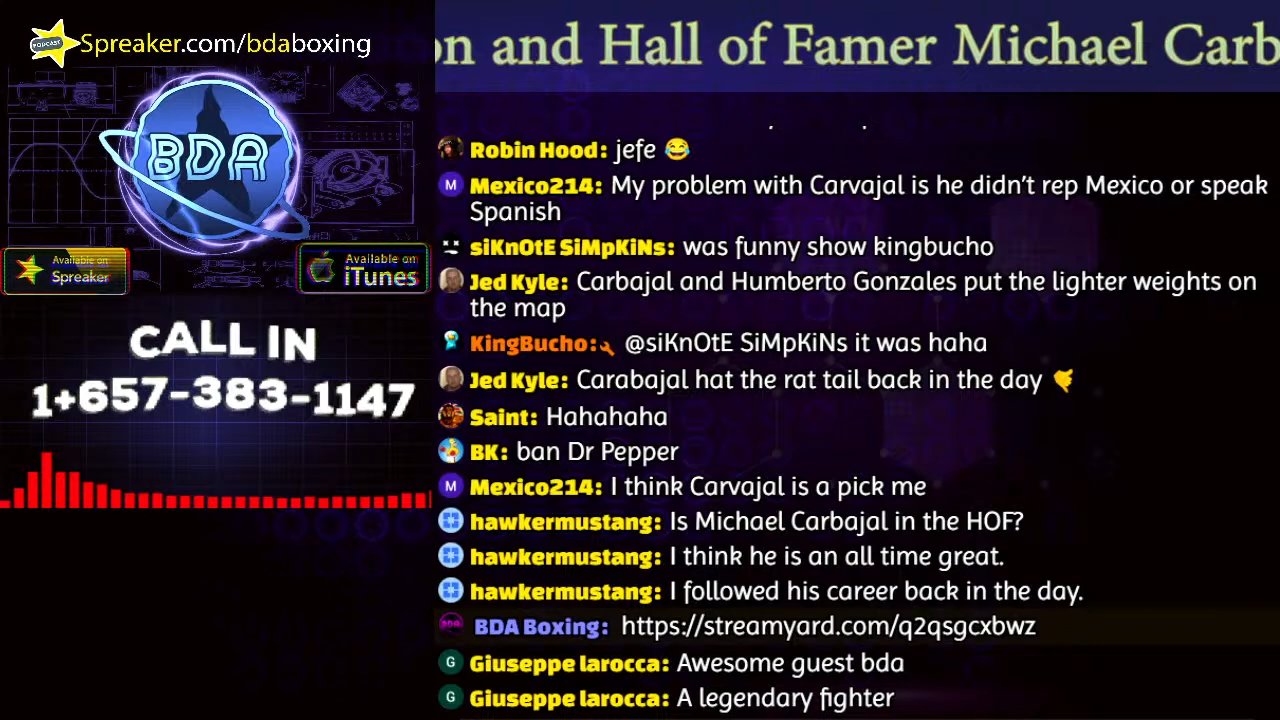 PODCAST
Spreaker.com/bdaboxing
on and Hall of Famer Michael Carb
BDA
Available on
Spreaker
Available on
iTunes
CALL IN
1+657-383-1147
Robin Hood: jefe 😂
M Mexico214: My problem with Carvajal is he didn’t rep Mexico or speak
Spanish
siKnOtE SiMpKiNs: was funny show kingbucho
Jed Kyle: Carbajal and Humberto Gonzales put the lighter weights on
the map
KingBucho: @siKnOtE SiMpKiNs it was haha
Jed Kyle: Carabajal hat the rat tail back in the day
Saint: Hahahaha
BK: ban Dr Pepper
M Mexico214: I think Carvajal is a pick me
hawkermustang: Is Michael Carbajal in the HOF?
hawkermustang: I think he is an all time great.
hawkermustang: I followed his career back in the day.
BDA BDA Boxing: https://streamyard.com/q2qsgcxbwz
G Giuseppe larocca: Awesome guest bda
G Giuseppe larocca: A legendary fighter